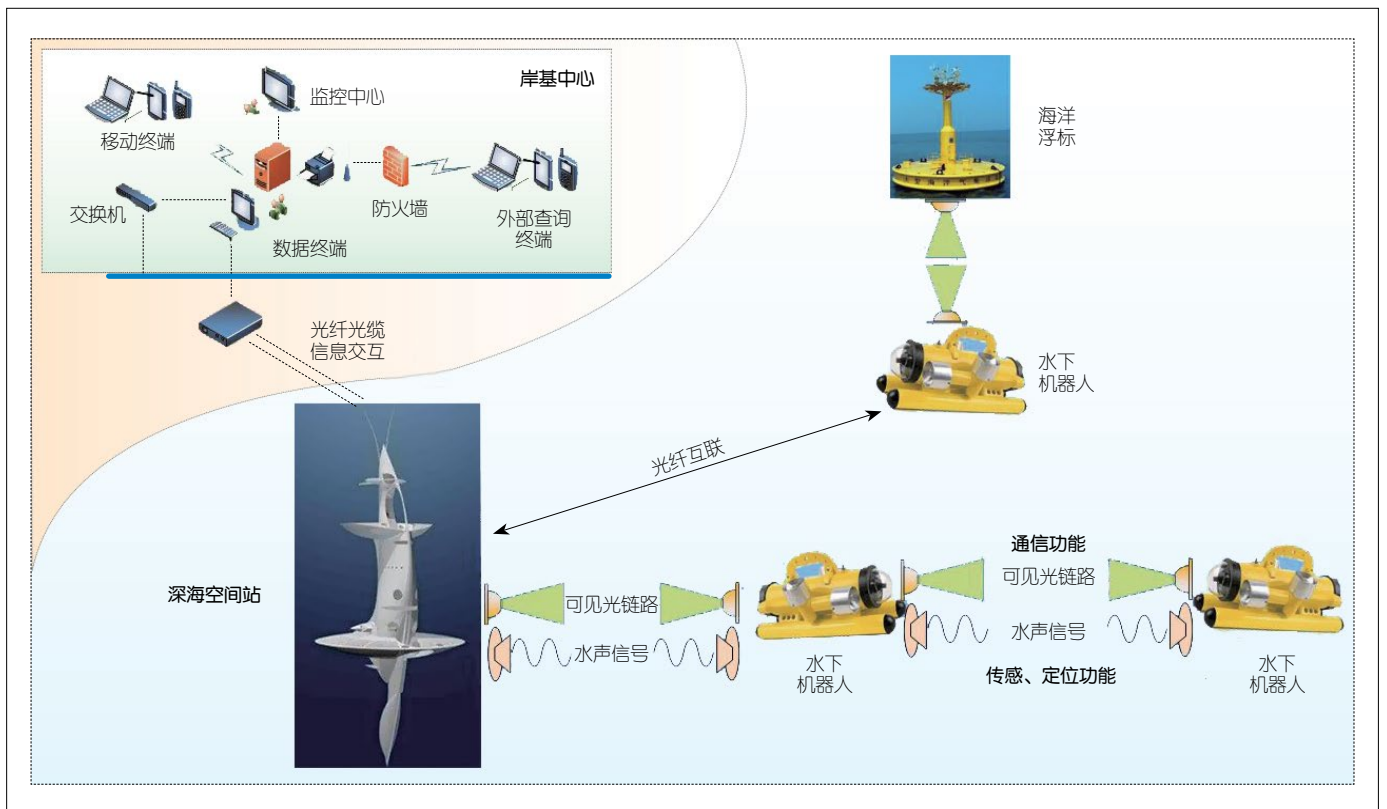 岸基中心
监控中心
移动终端
交换机
防火墙
外部查询
终端
数据终端
光纤光缆
信息交互
海洋
浮标
水下
机器人
光纤互联
深海空间站
可见光链路
水声信号
水下
机器人
通信功能
可见光链路
水声信号
传感、定位功能
水下
机器人